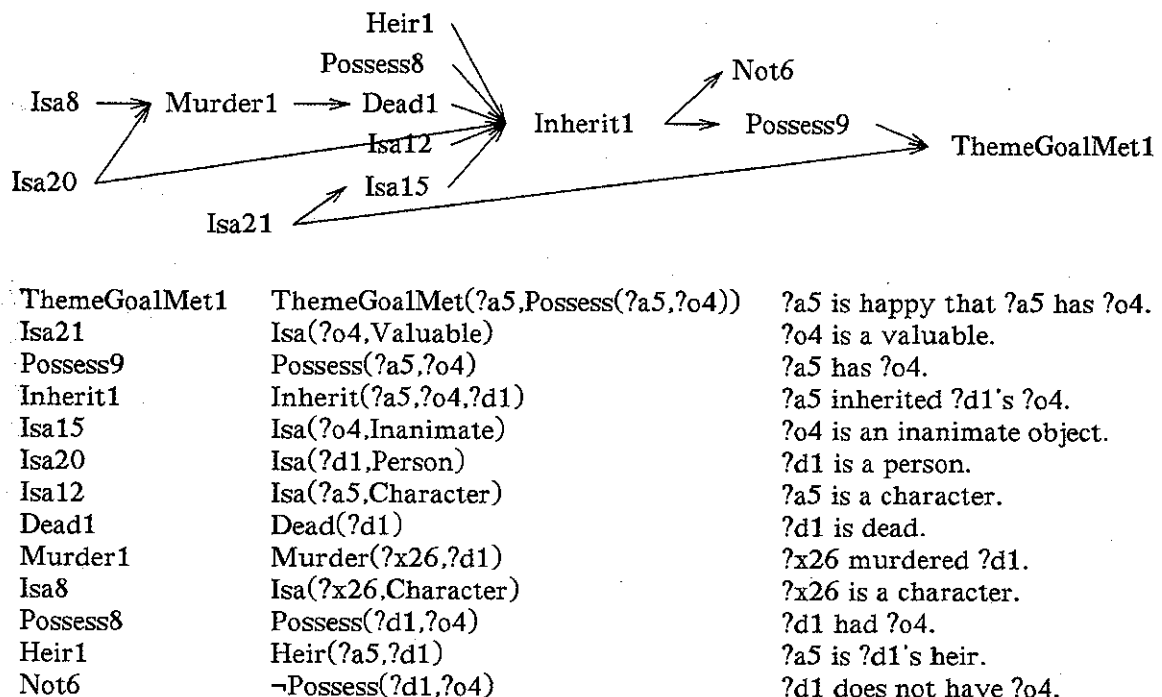 Heir1
Possess8
Not6
Isa8 Murder1 Dead1
Inherit1 Possess9
Isa12
ThemeGoalMet1
Isa20
Isa15
Isa21
ThemeGoalMet1 ThemeGoalMet(?a5,Possess(?a5,?o4)) ?a5 is happy that ?a5 has ?o4.
Isa21 Isa(?o4,Valuable) ?o4 is a valuable.
Possess9 Possess(?a5,?o4) ?a5 has ?o4.
Inherit1 Inherit(?a5,?o4,?d1) ?a5 inherited ?d1's ?o4.
Isa15 Isa(?o4,Inanimate) ?o4 is an inanimate object.
Isa20 Isa(?d1,Person) ?d1 is a person.
Isa12 Isa(?a5,Character) ?a5 is a character.
Dead1 Dead(?d1) ?d1 is dead.
Murder1 Murder(?x26,?d1) ?x26 murdered ?d1.
Isa8 Isa(?x26,Character) ?x26 is a character.
Possess8 Possess(?d1,?o4) ?d1 had ?o4.
Heir1 Heir(?a5,?d1) ?a5 is ?d1's heir.
Not6 ¬Possess(?d1,?o4) ?d1 does not have ?o4.